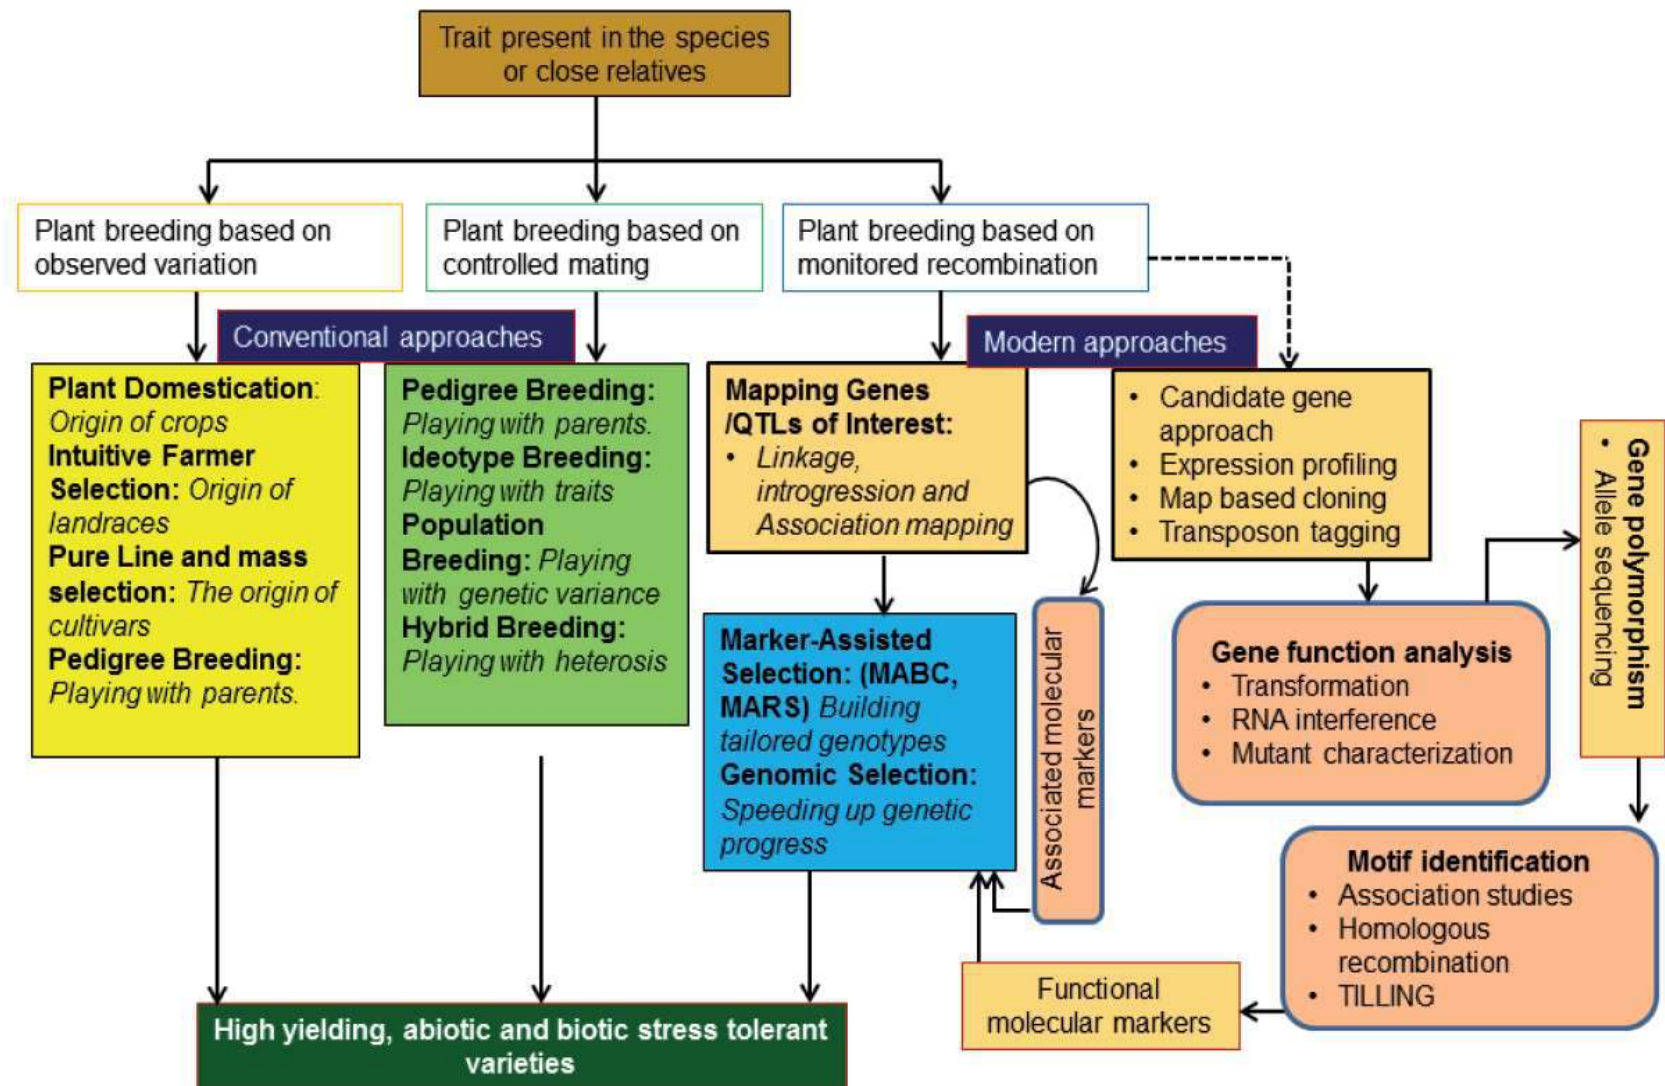 Trait present in the species
or close relatives
Plant breeding based on
observed variation
Plant breeding based on
controlled mating
Plant breeding based on
monitored recombination
Conventional approaches
Modern approaches
Plant Domestication:
Origin of crops
Intuitive Farmer
Selection: Origin of
landraces
Pure Line and mass
selection: The origin of
cultivars
Pedigree Breeding:
Playing with parents.
Pedigree Breeding:
Playing with parents.
Ideotype Breeding:
Playing with traits
Population
Breeding: Playing
with genetic variance
Hybrid Breeding:
Playing with heterosis
Mapping Genes
/QTLs of Interest:
• Linkage,
introgression and
Association mapping
• Candidate gene
approach
• Expression profiling
• Map based cloning
• Transposon tagging
Gene polymorphism
• Allele sequencing
Marker-Assisted
Selection: (MABC,
MARS) Building
tailored genotypes
Genomic Selection:
Speeding up genetic
progress
Associated molecular
markers
Gene function analysis
• Transformation
• RNA interference
• Mutant characterization
Motif identification
• Association studies
• Homologous
recombination
• TILLING
Functional
molecular markers
High yielding, abiotic and biotic stress tolerant
varieties